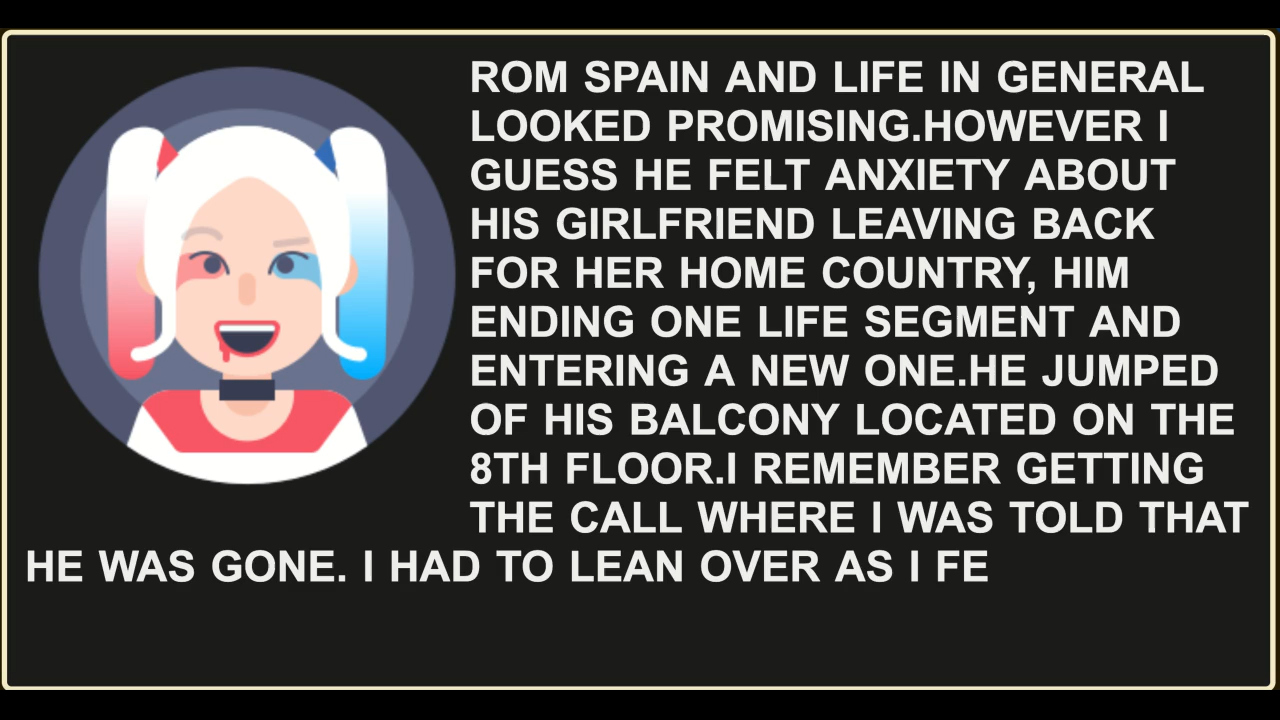 ROM SPAIN AND LIFE IN GENERAL
LOOKED PROMISING.HOWEVER I
GUESS HE FELT ANXIETY ABOUT
HIS GIRLFRIEND LEAVING BACK
FOR HER HOME COUNTRY, HIM
ENDING ONE LIFE SEGMENT AND
ENTERING A NEW ONE.HE JUMPED
OF HIS BALCONY LOCATED ON THE
8TH FLOOR.I REMEMBER GETTING
THE CALL WHERE I WAS TOLD THAT
HE WAS GONE. I HAD TO LEAN OVER AS I FE